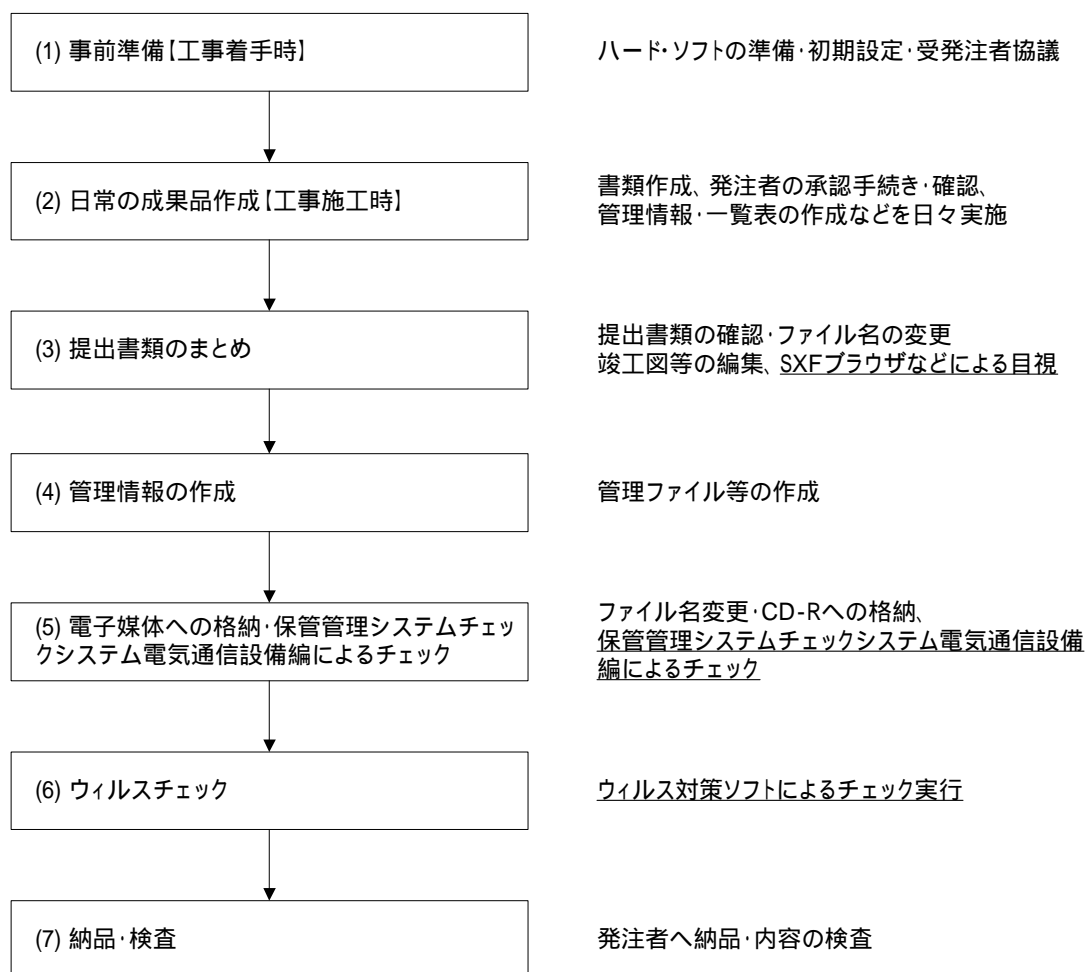 (1) 事前準備【工事着手時】
ハード・ソフトの準備・初期設定・受発注者協議
(2) 日常の成果品作成【工事施工時】
書類作成、発注者の承認手続き・確認、
管理情報・一覧表の作成などを日々実施
(3) 提出書類のまとめ
提出書類の確認・ファイル名の変更
竣工図等の編集、SXFブラウザなどによる目視
(4) 管理情報の作成
管理ファイル等の作成
(5) 電子媒体への格納・保管管理システムチェッ
クシステム電気通信設備編によるチェック
ファイル名変更・CD-Rへの格納、
保管管理システムチェックシステム電気通信設備
編によるチェック
(6) ウィルスチェック
ウィルス対策ソフトによるチェック実行
(7) 納品・検査
発注者へ納品・内容の検査